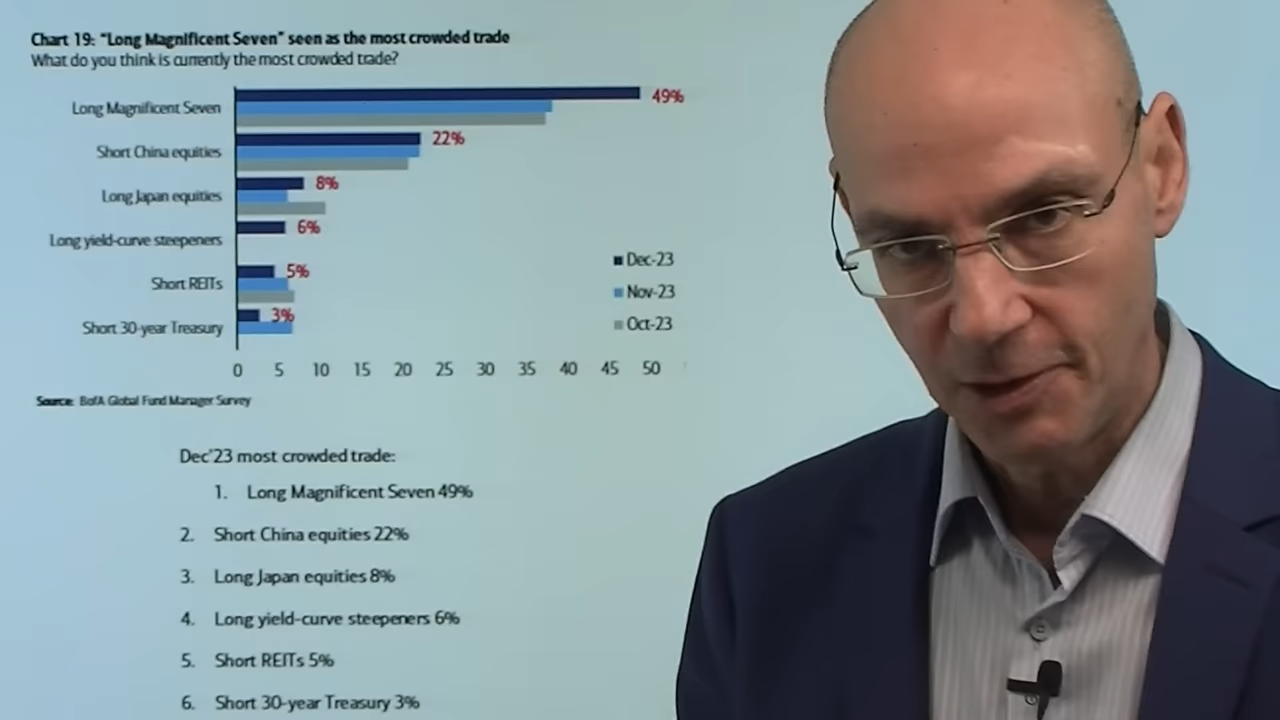 Chart 19: “Long Magnificent Seven” seen as the most crowded trade
What do you think is currently the most crowded trade?
Long Magnificent Seven
49%
Short China equities
22%
Long Japan equities
8%
Long yield-curve steepeners
6%
Short REITs
5%
Short 30-year Treasury
3%
Dec-23
Nov-23
Oct-23
0 5 10 15 20 25 30 35 40 45 50
Source: BofA Global Fund Manager Survey
Dec'23 most crowded trade:
1. Long Magnificent Seven 49%
2. Short China equities 22%
3. Long Japan equities 8%
4. Long yield-curve steepeners 6%
5. Short REITs 5%
6. Short 30-year Treasury 3%